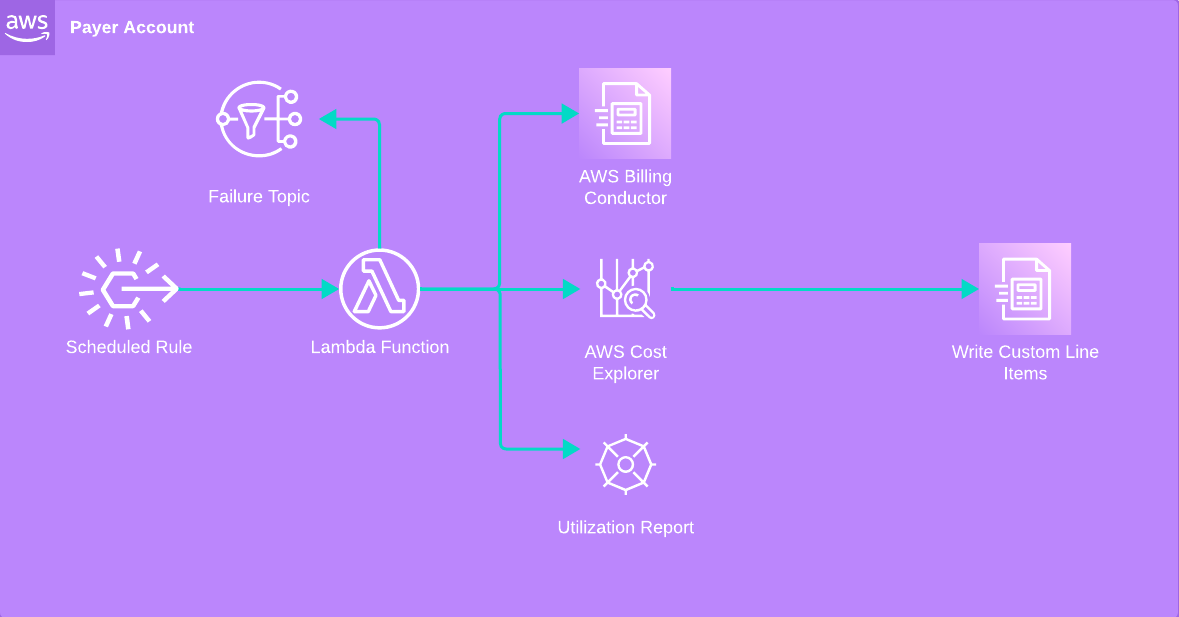 aws
Payer Account
Failure Topic
AWS Billing
Conductor
Scheduled Rule
Lambda Function
AWS Cost
Explorer
Write Custom Line
Items
Utilization Report